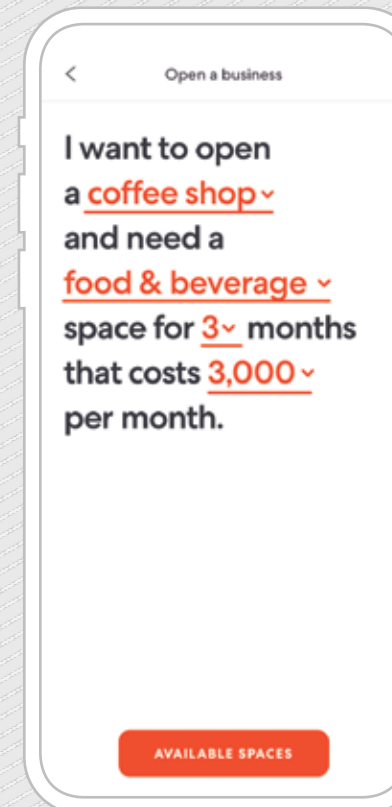 Open a business
I want to open
a coffee shop
and need a
food & beverage
space for 3 months
that costs 3,000
per month.
AVAILABLE SPACES